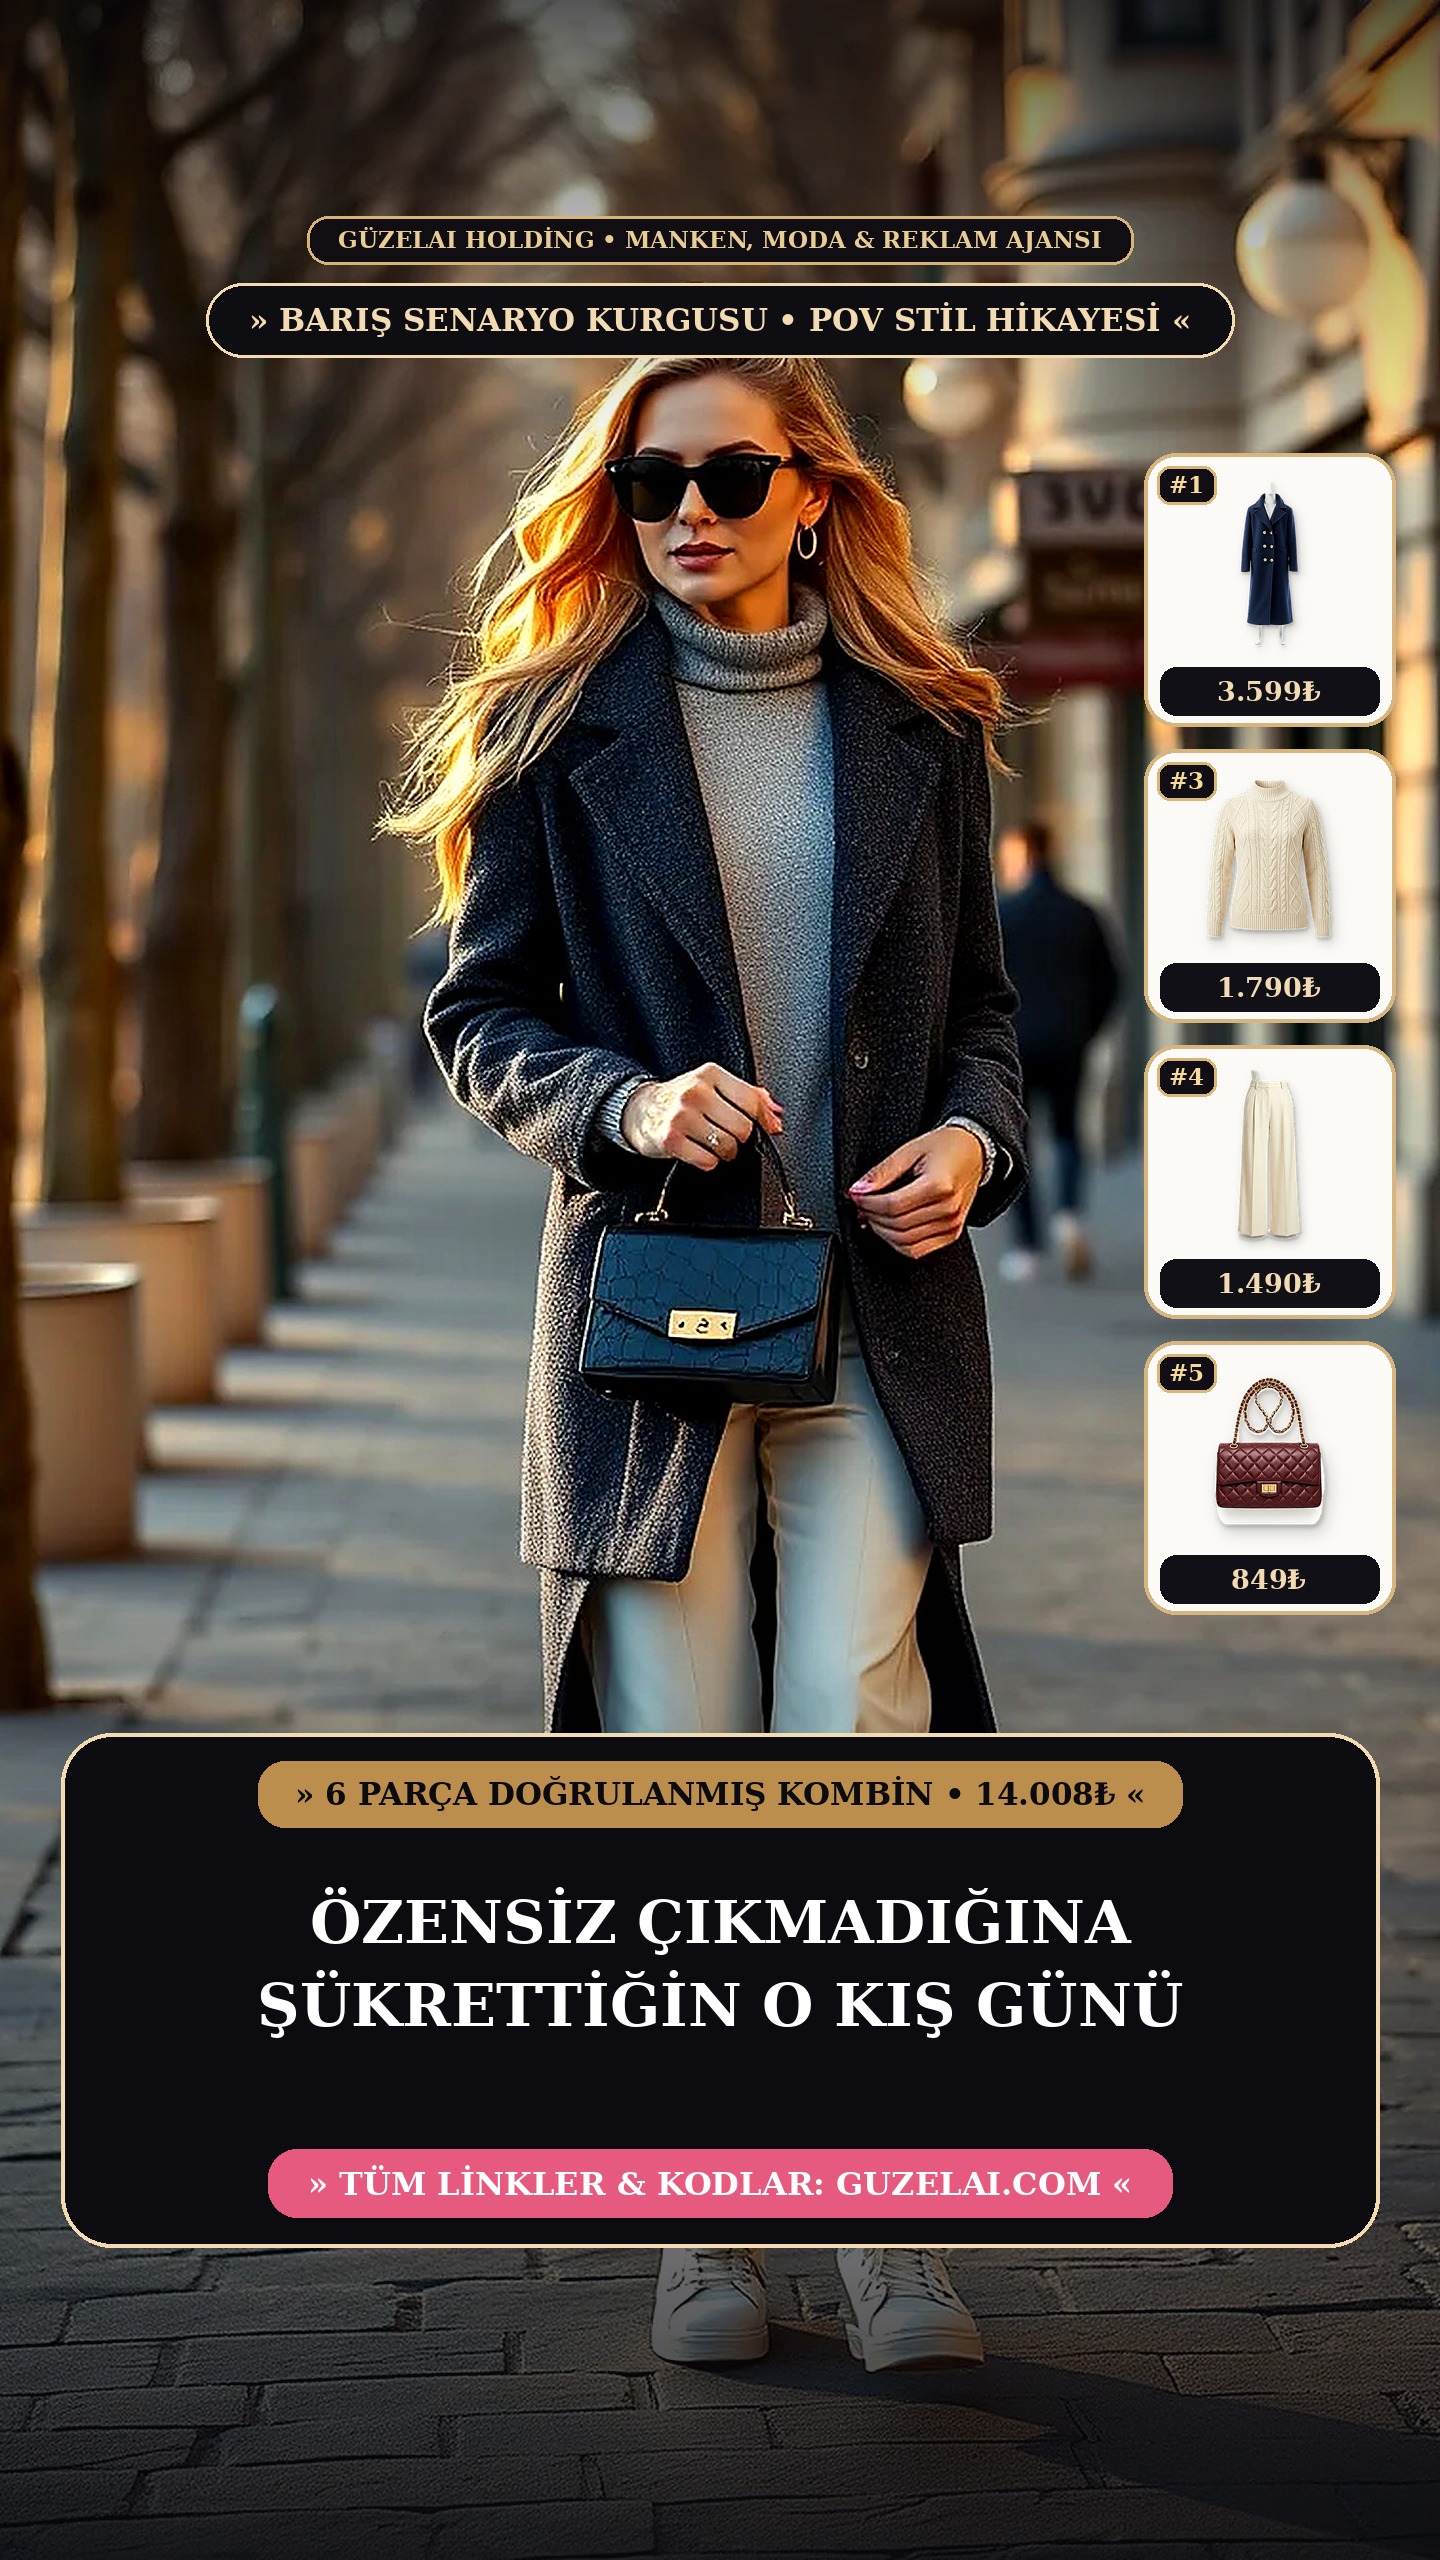 GÜZELAI HOLDİNG • MANKEN, MODA & REKLAM AJANSI
» BARIŞ SENARYO KURGUSU • POV STİL HİKAYESİ «
#1
3.599₺
#3
1.790₺
#4
1.490₺
#5
849₺
» 6 PARÇA DOĞRULANMIŞ KOMBİN • 14.008₺ «
ÖZENSİZ ÇIKMADIĞINA
ŞÜKRETTİĞİN O KIŞ GÜNÜ
» TÜM LİNKLER & KODLAR: GUZELAI.COM «